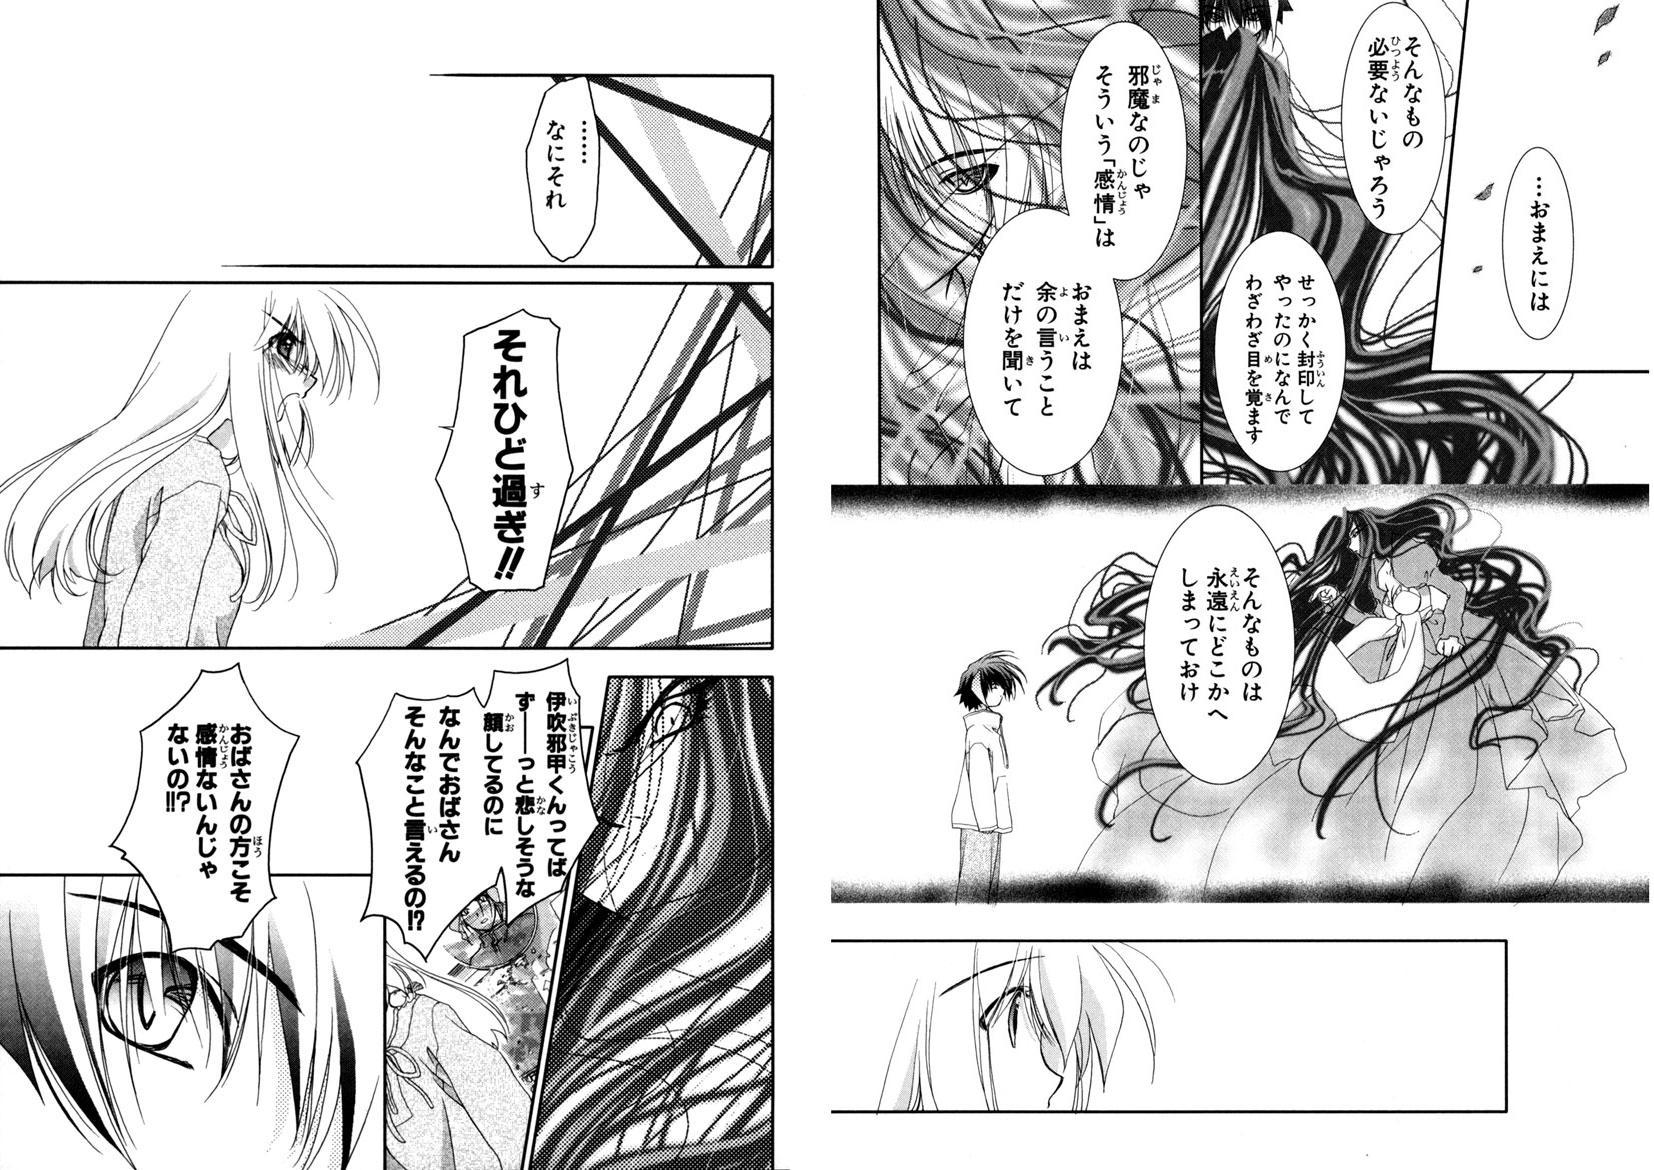 …おまえには
そんなもの
必要ないじゃろう
せっかく封印して
やったのになんで
わざわざ目を覚ます
邪魔なのじゃ
そういう「感情」は
おまえは
余の言うこと
だけを聞いて
そんなものは
永遠にどこかへ
しまっておけ
……
なにそれ
それひど過ぎ!!
伊吹邪甲くんってば
ず――っと悲しそうな
顔してるのに
なんでおばさん
そんなこと言えるの!?
おばさんの方こそ
感情ないんじゃ
ないの!!?